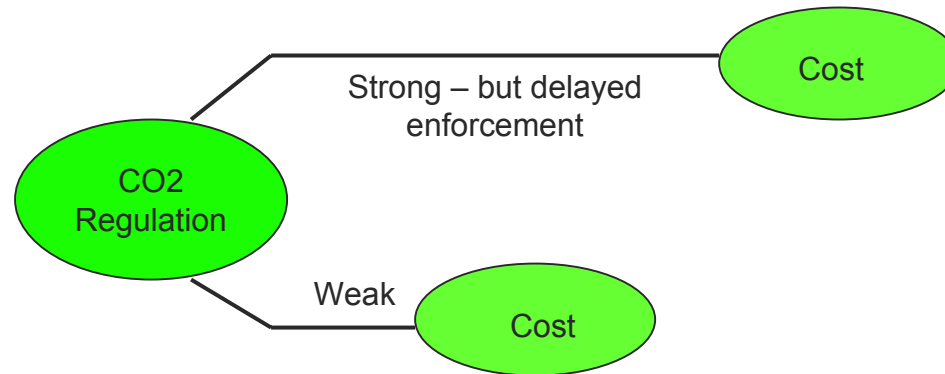 Cost
Strong – but delayed
enforcement
CO2
Regulation
Weak
Cost